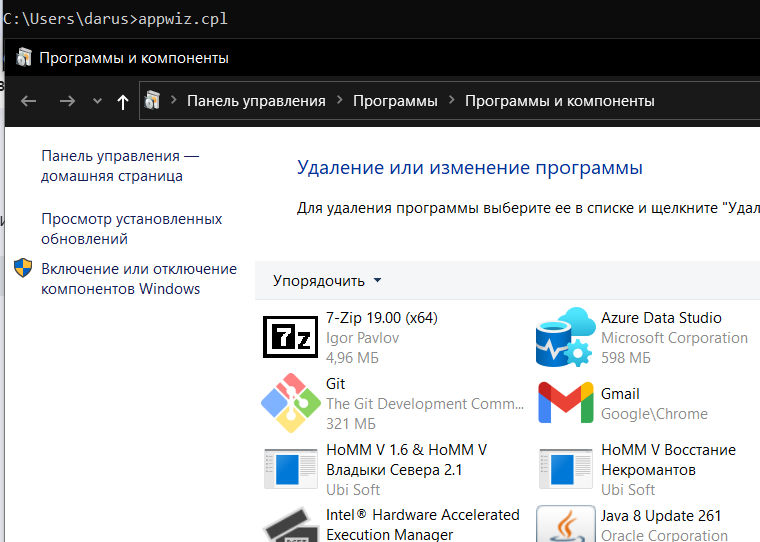 C:\Users\darus>appwiz.cpl
Программы и компоненты
Панель управления > Программы > Программы и компоненты
Панель управления —
домашняя страница
Просмотр установленных
обновлений
Включение или отключение
компонентов Windows
Удаление или изменение программы
Для удаления программы выберите ее в списке и щелкните "Удал
Упорядочить
7-Zip 19.00 (x64)
Igor Pavlov
4,96 МБ
Azure Data Studio
Microsoft Corporation
598 МБ
Git
The Git Development Comm...
321 МБ
Gmail
Google\Chrome
HoMM V 1.6 & HoMM V
Владыки Севера 2.1
Ubi Soft
HoMM V Восстание
Некромантов
Ubi Soft
Intel® Hardware Accelerated
Execution Manager
Java 8 Update 261
Oracle Corporation